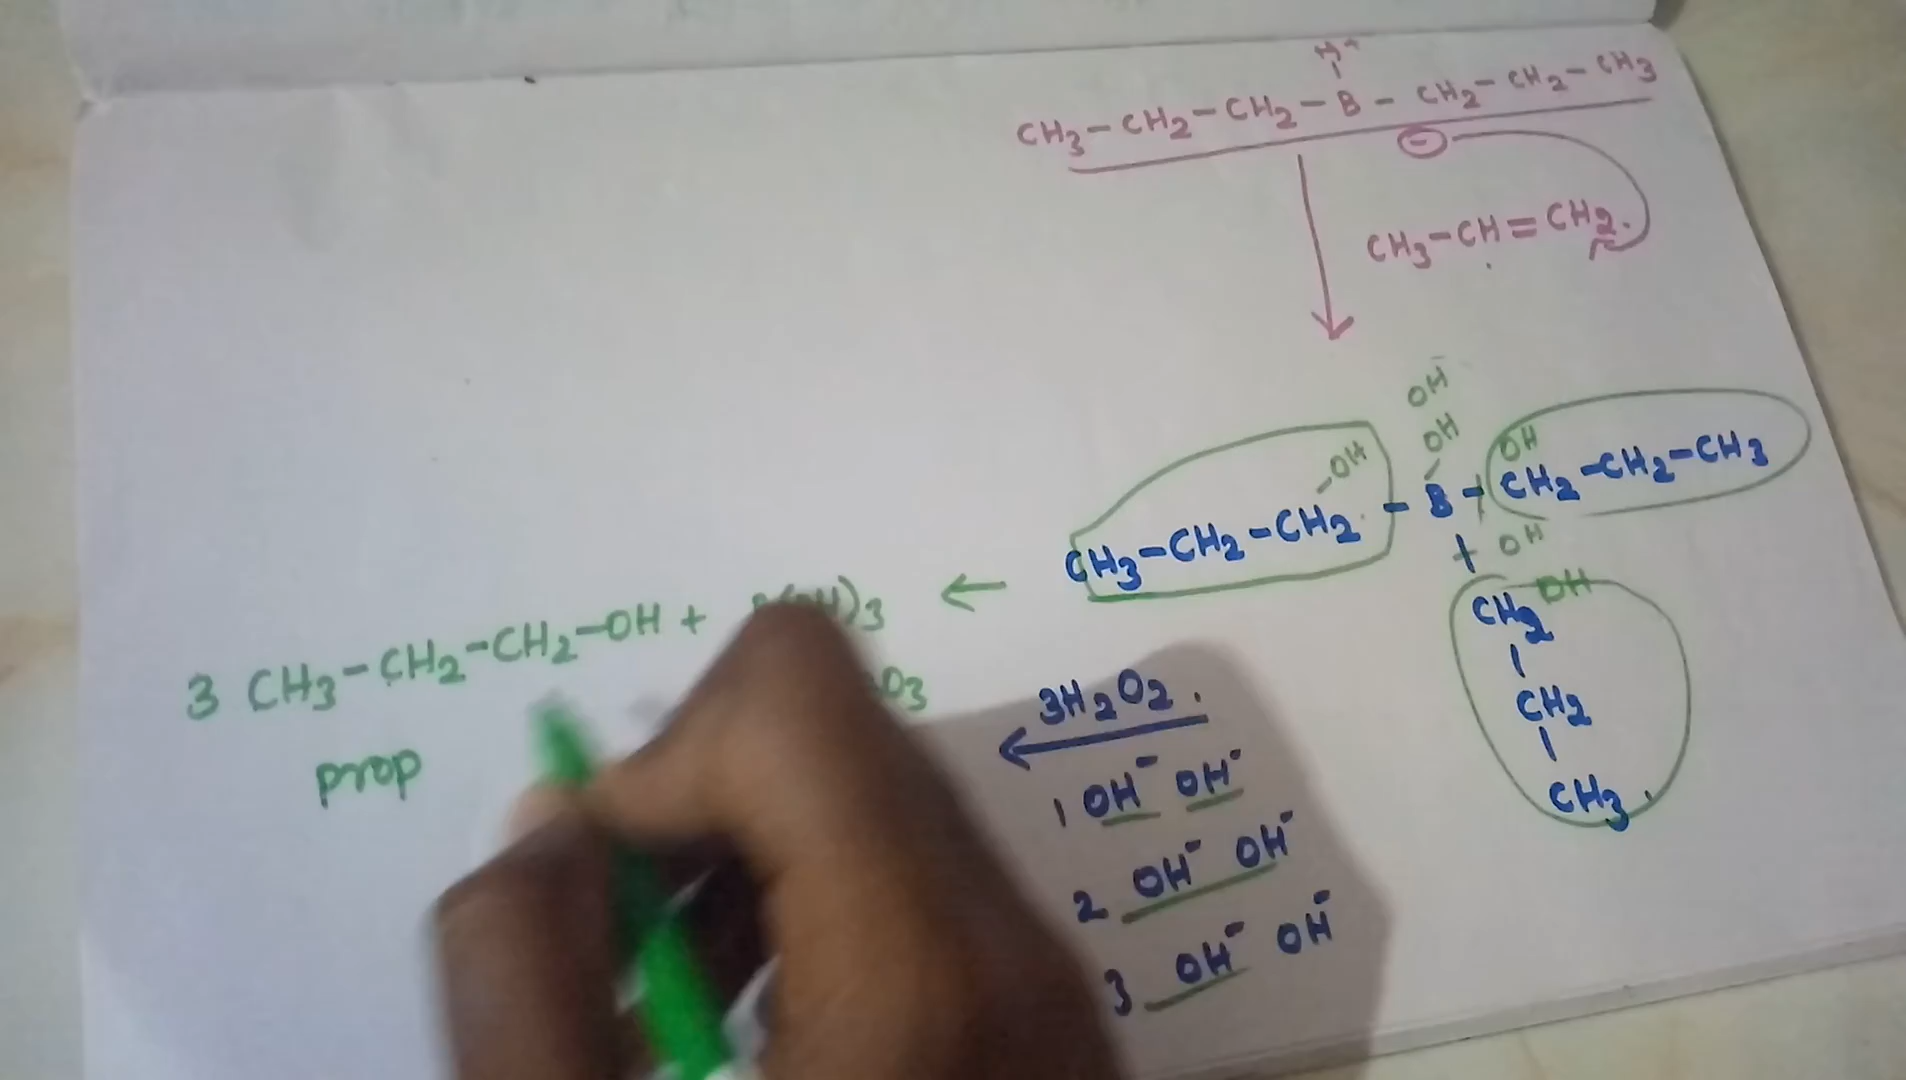 H⁺
CH3-CH2-CH2-B-CH2-CH2-CH3
⊖
CH3-CH=CH2.
OH⁻
OH
OH
OH
CH3-CH2-CH2-B-CH2-CH2-CH3
OH
OH
CH2
CH2
CH3.
←
3 CH3-CH2-CH2-OH +
prop
3H2O2.
1 OH⁻ OH⁻
2 OH⁻ OH⁻
3 OH⁻ OH⁻